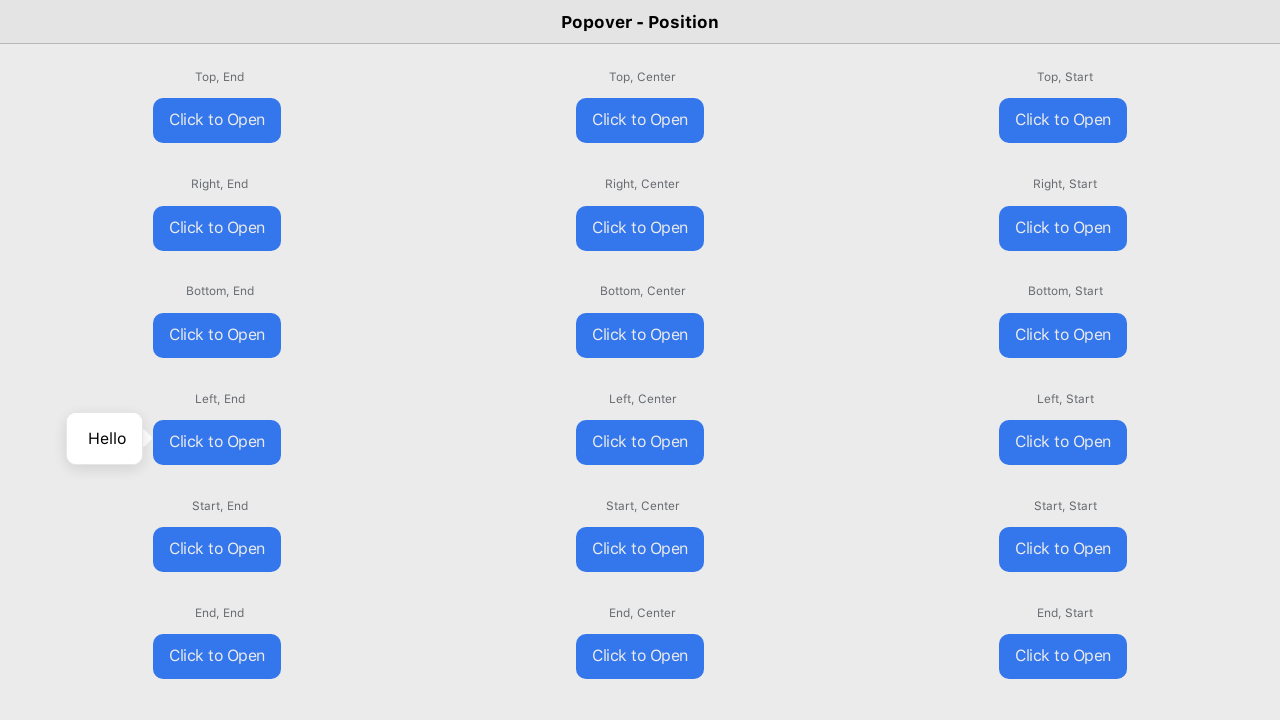 Popover - Position
Top, End
Top, Center
Top, Start
Click to Open
Click to Open
Click to Open
Right, End
Right, Center
Right, Start
Click to Open
Click to Open
Click to Open
Bottom, End
Bottom, Center
Bottom, Start
Click to Open
Click to Open
Click to Open
Left, End
Left, Center
Left, Start
Hello
Click to Open
Click to Open
Click to Open
Start, End
Start, Center
Start, Start
Click to Open
Click to Open
Click to Open
End, End
End, Center
End, Start
Click to Open
Click to Open
Click to Open